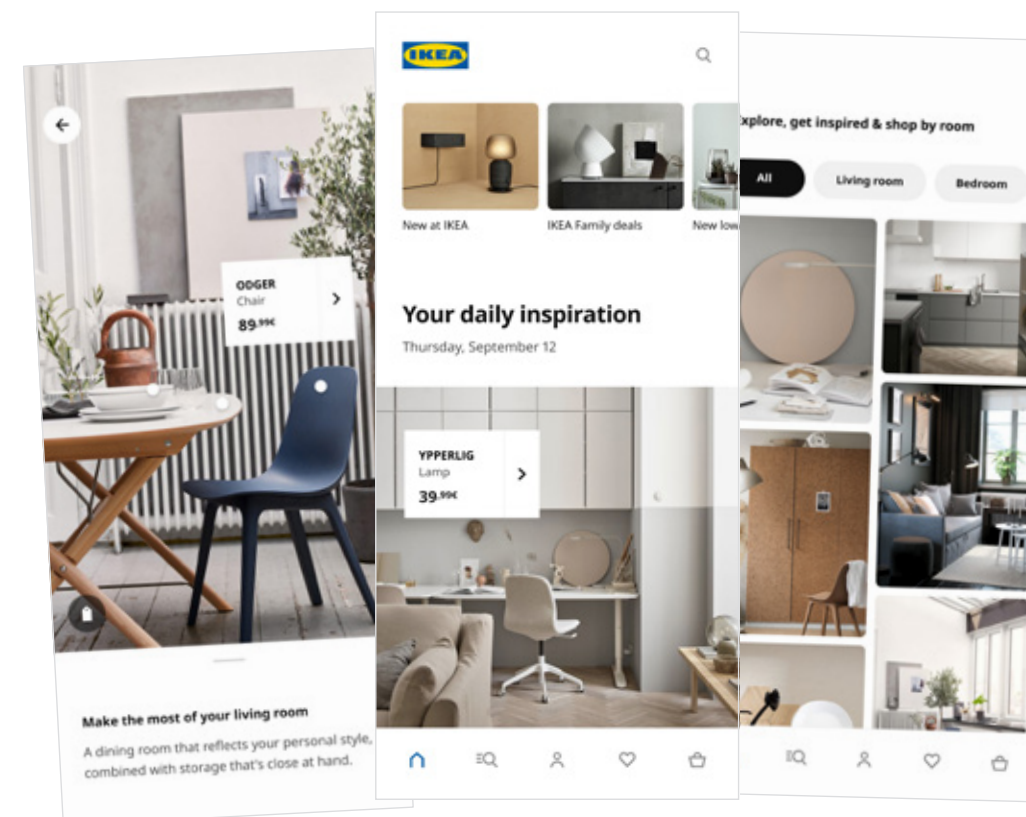 ODGER
Chair
89.99€
Make the most of your living room
A dining room that reflects your personal style,
combined with storage that's close at hand.
IKEA
New at IKEA
IKEA Family deals
New low
Your daily inspiration
Thursday, September 12
YPPERLIG
Lamp
39.99€
xplore, get inspired & shop by room
All
Living room
Bedroom